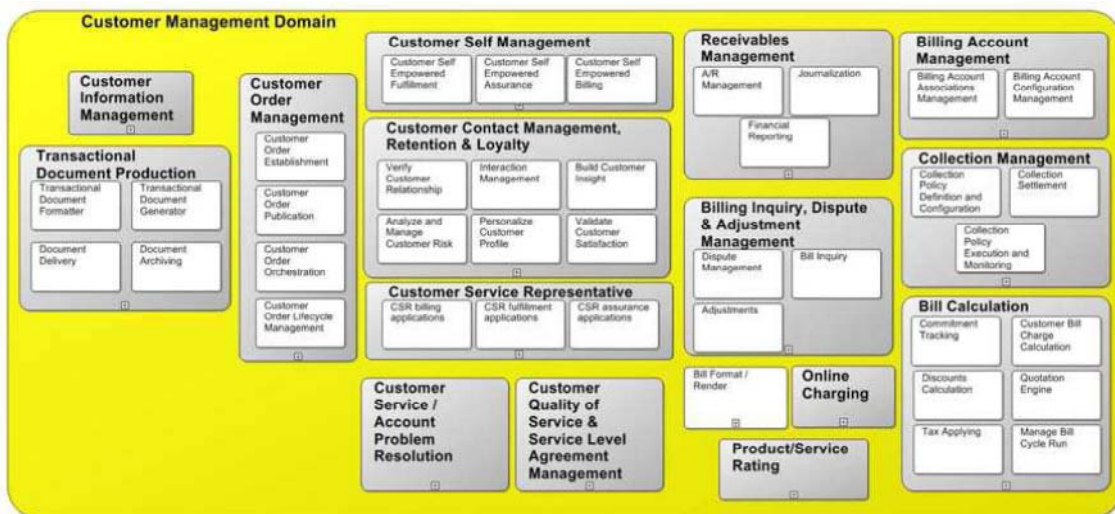 Customer Management Domain
Customer
Information
Management
Transactional
Document Production
Transactional
Document
Formatter
Transactional
Document
Generator
Document
Delivery
Document
Archiving
Customer
Order
Management
Customer
Order
Establishment
Customer
Order
Publication
Customer
Order
Orchestration
Customer
Order Lifecycle
Management
Customer Self Management
Customer Self
Empowered
Fulfillment
Customer Self
Empowered
Assurance
Customer Self
Empowered
Billing
Customer Contact Management,
Retention & Loyalty
Verify
Customer
Relationship
Interaction
Management
Build Customer
Insight
Analyze and
Manage
Customer Risk
Personalize
Customer
Profile
Validate
Customer
Satisfaction
Customer Service Representative
CSR billing
applications
CSR fulfillment
applications
CSR assurance
applications
Customer
Service /
Account
Problem
Resolution
Customer
Quality of
Service &
Service Level
Agreement
Management
Receivables
Management
A/R
Management
Journalization
Financial
Reporting
Billing Inquiry, Dispute
& Adjustment
Management
Dispute
Management
Bill Inquiry
Adjustments
Bill Format /
Render
Online
Charging
Product/Service
Rating
Billing Account
Management
Billing Account
Associations
Management
Billing Account
Configuration
Management
Collection Management
Collection
Policy
Definition and
Configuration
Collection
Settlement
Collection
Policy
Execution and
Monitoring
Bill Calculation
Commitment
Tracking
Customer Bill
Charge
Calculation
Discounts
Calculation
Quotation
Engine
Tax Applying
Manage Bill
Cycle Run